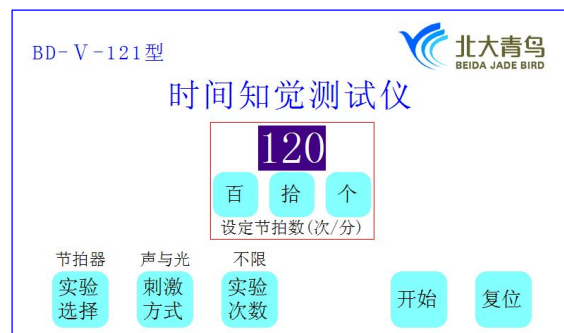 BD-Ⅴ-121型
北大青鸟
BEIDA JADE BIRD
时间知觉测试仪
120
百 拾 个
设定节拍数(次/分)
节拍器 声与光 不限
实验选择 刺激方式 实验次数 开始 复位